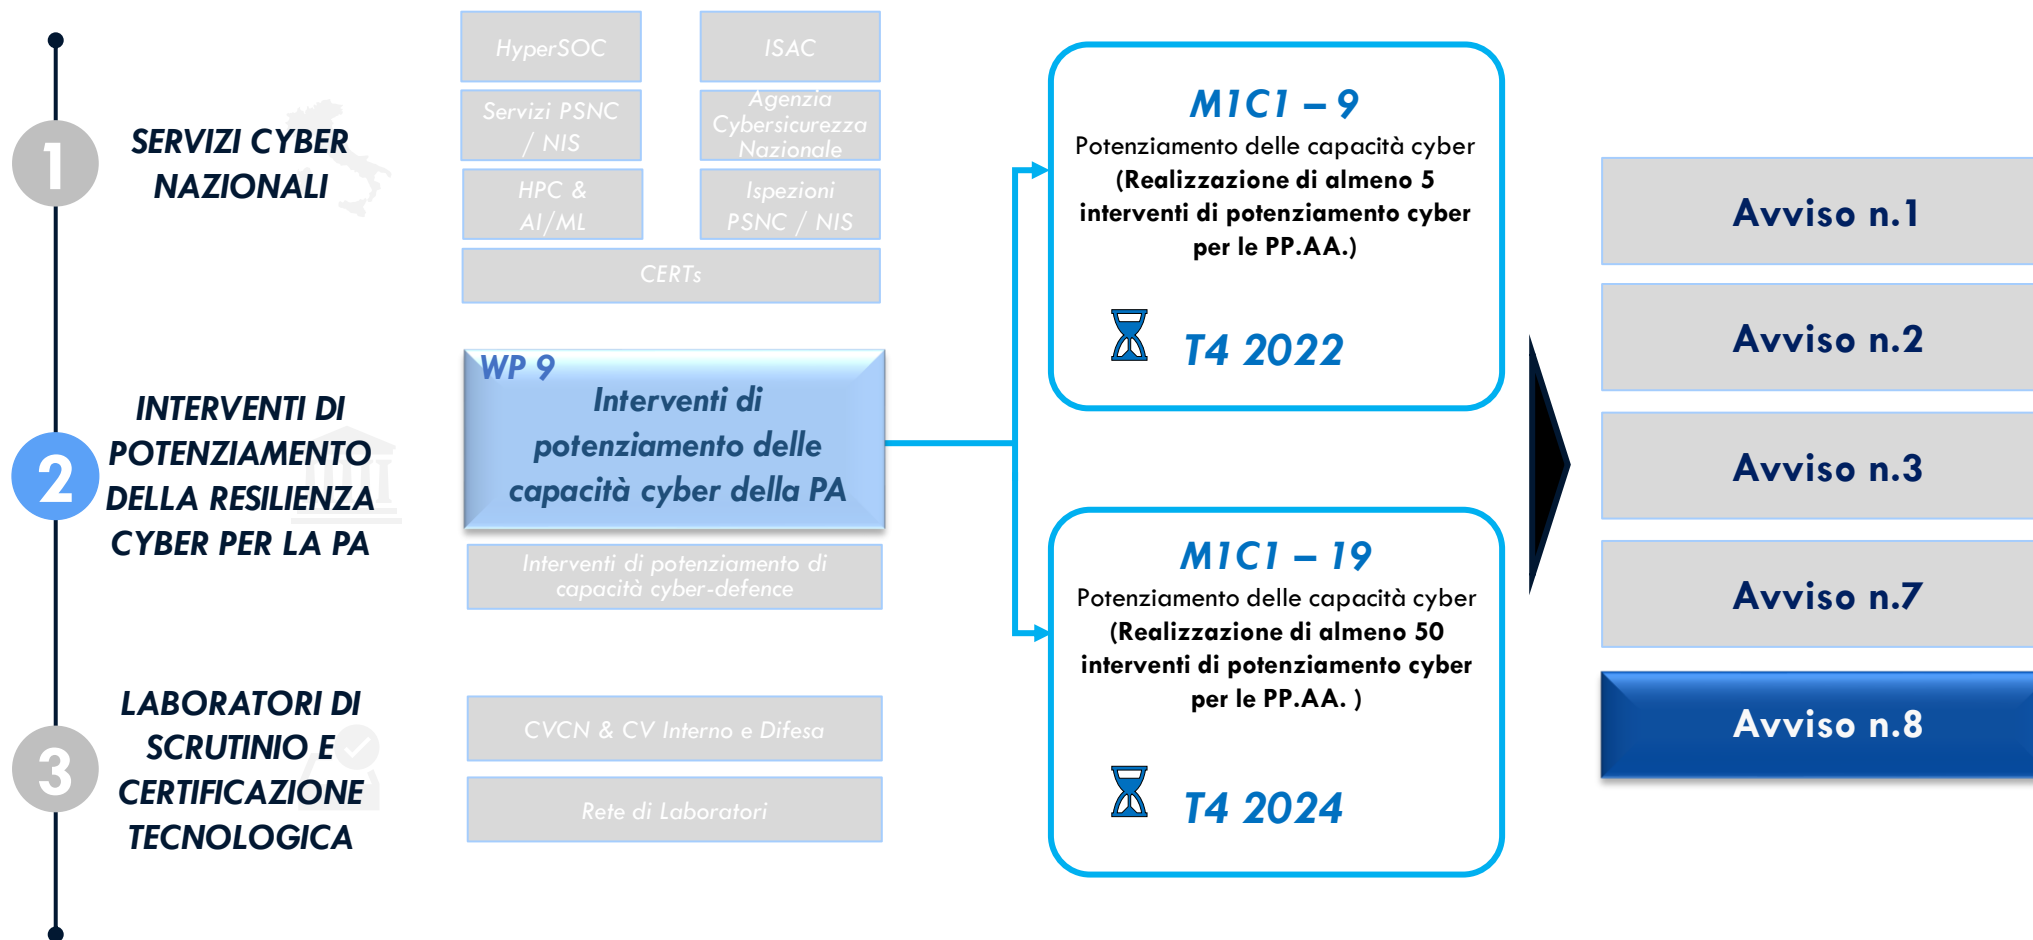 1
SERVIZI CYBER
NAZIONALI
HyperSOC
ISAC
Servizi PSNC
/ NIS
Agenzia
Cybersicurezza
Nazionale
HPC &
AI/ML
Ispezioni
PSNC / NIS
CERTs
2
INTERVENTI DI
POTENZIAMENTO
DELLA RESILIENZA
CYBER PER LA PA
WP 9
Interventi di
potenziamento delle
capacità cyber della PA
Interventi di potenziamento di
capacità cyber-defence
3
LABORATORI DI
SCRUTINIO E
CERTIFICAZIONE
TECNOLOGICA
CVCN & CV Interno e Difesa
Rete di Laboratori
M1C1 – 9
Potenziamento delle capacità cyber
(Realizzazione di almeno 5
interventi di potenziamento cyber
per le PP.AA.)
T4 2022
M1C1 – 19
Potenziamento delle capacità cyber
(Realizzazione di almeno 50
interventi di potenziamento cyber
per le PP.AA. )
T4 2024
Avviso n.1
Avviso n.2
Avviso n.3
Avviso n.7
Avviso n.8